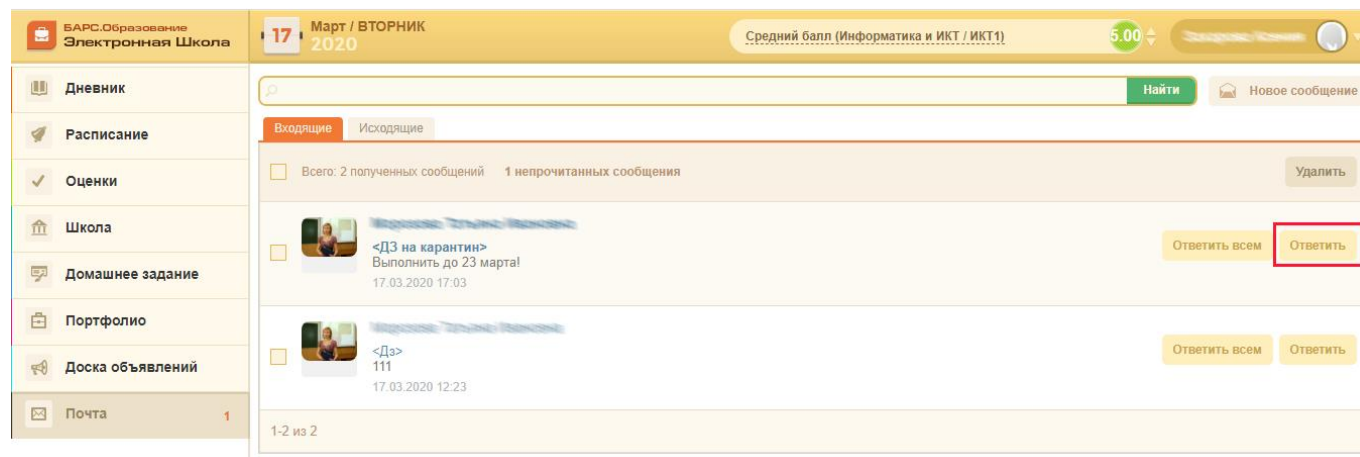 БАРС.Образование
Электронная Школа
17
Март / ВТОРНИК
2020
Средний балл (Информатика и ИКТ / ИКТ1)
5.00
Дневник
Расписание
Оценки
Школа
Домашнее задание
Портфолио
Доска объявлений
Почта 1
Найти
Новое сообщение
Входящие Исходящие
Всего: 2 полученных сообщений 1 непрочитанных сообщения
Удалить
<ДЗ на карантин>
Выполнить до 23 марта!
17.03.2020 17:03
Ответить всем Ответить
<Дз>
111
17.03.2020 12:23
Ответить всем Ответить
1-2 из 2